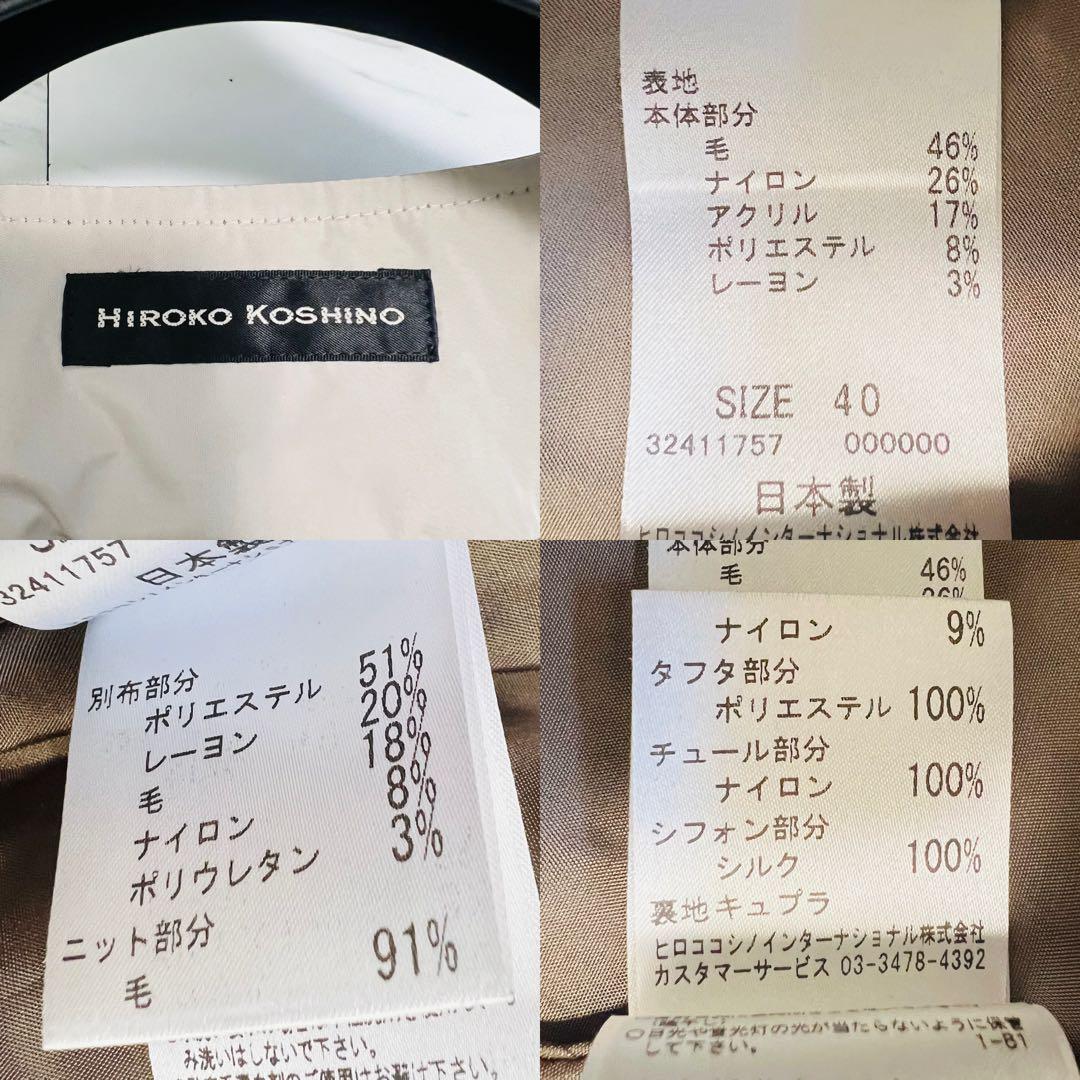 HIROKO KOSHINO
表地
本体部分
毛 46%
ナイロン 26%
アクリル 17%
ポリエステル 8%
レーヨン 3%
SIZE 40
32411757 000000
日本製
ヒロココシノインターナショナル株式会社
32411757
日本製
別布部分
ポリエステル 51%
レーヨン 20%
毛 18%
ナイロン 8%
ポリウレタン 3%
ニット部分
毛 91%
み洗いはしないで下さい。
本体部分
毛 46%
26%
ナイロン 9%
タフタ部分
ポリエステル 100%
チュール部分
ナイロン 100%
シフォン部分
シルク 100%
裏地キュプラ
ヒロココシノインターナショナル株式会社
カスタマーサービス 03-3478-4392
○日光や蛍光灯の光が当たらないように保管
して下さい。 1-B1